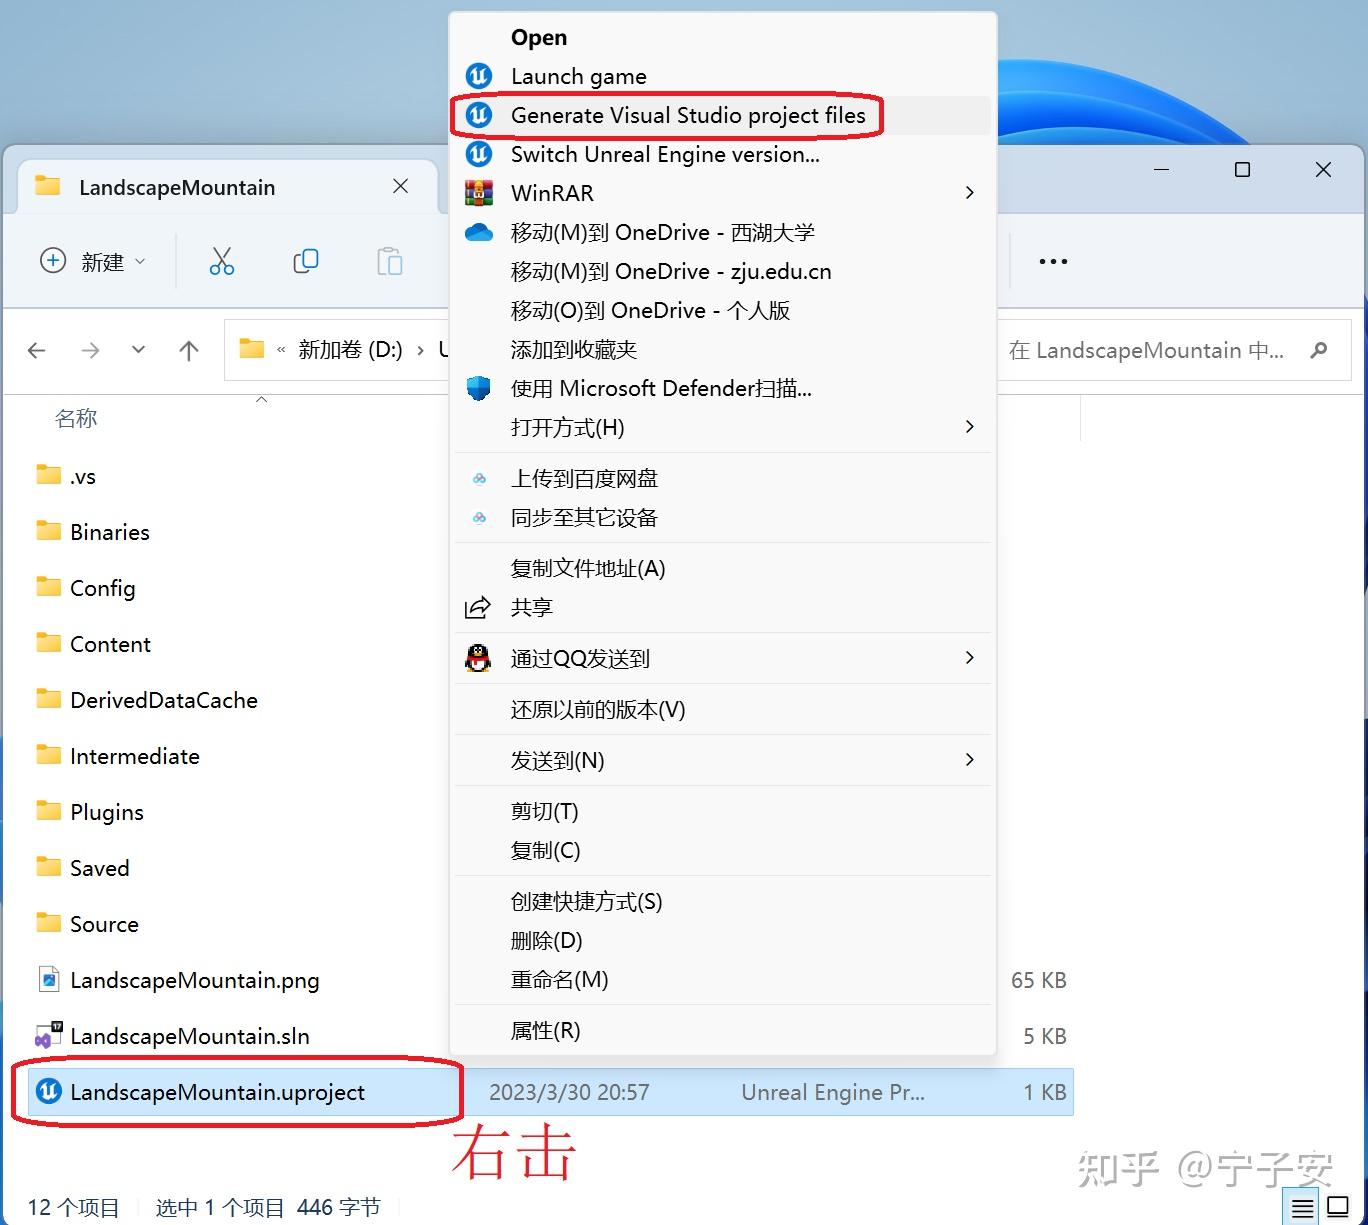 Open
Launch game
Generate Visual Studio project files
Switch Unreal Engine version...
WinRAR
移动(M)到 OneDrive - 西湖大学
移动(M)到 OneDrive - zju.edu.cn
移动(O)到 OneDrive - 个人版
添加到收藏夹
使用 Microsoft Defender扫描...
打开方式(H)
上传到百度网盘
同步至其它设备
复制文件地址(A)
共享
通过QQ发送到
还原以前的版本(V)
发送到(N)
剪切(T)
复制(C)
创建快捷方式(S)
删除(D)
重命名(M)
属性(R)
LandscapeMountain
新建
« 新加卷 (D:) › U
在 LandscapeMountain 中...
名称
.vs
Binaries
Config
Content
DerivedDataCache
Intermediate
Plugins
Saved
Source
LandscapeMountain.png 65 KB
LandscapeMountain.sln 5 KB
LandscapeMountain.uproject 2023/3/30 20:57 Unreal Engine Pr... 1 KB
右击
知乎 @宁子安
12 个项目 选中 1 个项目 446 字节